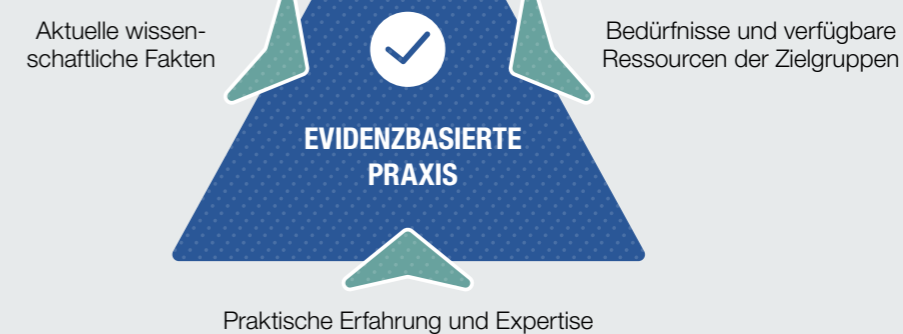 Aktuelle wissen-
schaftliche Fakten
Bedürfnisse und verfügbare
Ressourcen der Zielgruppen
EVIDENZBASIERTE
PRAXIS
Praktische Erfahrung und Expertise